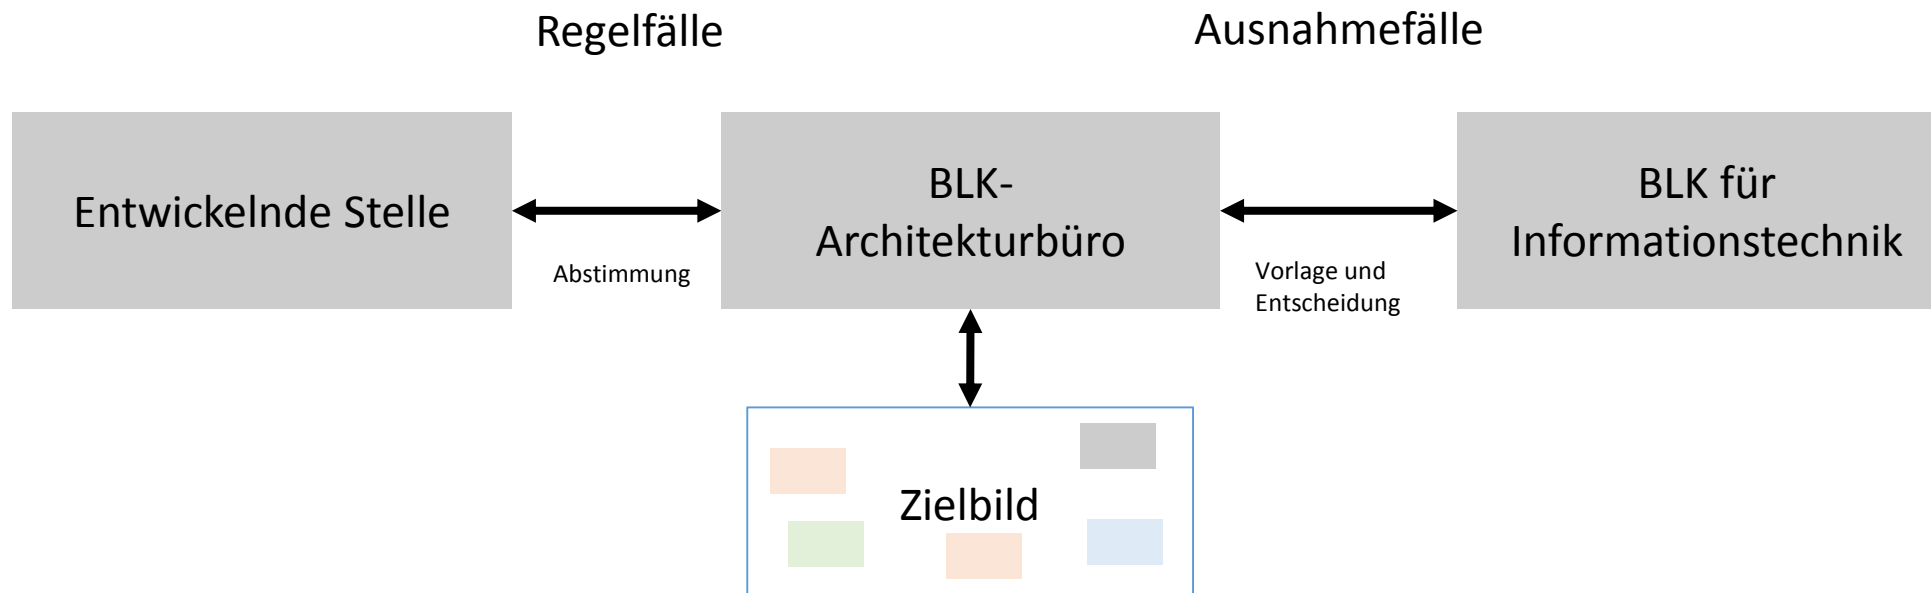 Regelfälle
Ausnahmefälle
Entwickelnde Stelle
Abstimmung
BLK-
Architekturbüro
Vorlage und
Entscheidung
BLK für
Informationstechnik
Zielbild